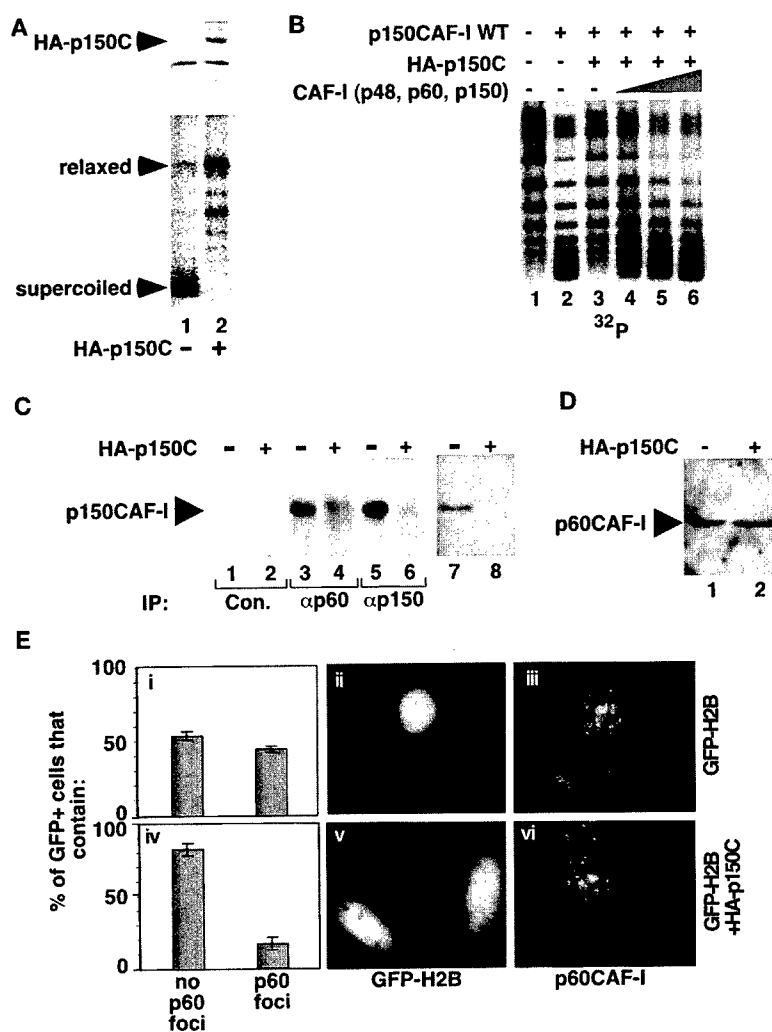 A
HA-p150C
relaxed
supercoiled
1 2
HA-p150C - +
B
p150CAF-I WT - + + + + +
HA-p150C - - + + + +
CAF-I (p48, p60, p150) - - -
1 2 3 4 5 6
32P
C
HA-p150C - + - + - + - +
p150CAF-I
1 2 3 4 5 6 7 8
IP: Con. αp60 αp150
D
HA-p150C - +
p60CAF-I
1 2
E
% of GFP+ cells that contain:
100
50
0
i
ii
iii
GFP-H2B
100
50
0
iv
v
vi
GFP-H2B
+HA-p150C
no p60 foci
p60 foci
GFP-H2B
p60CAF-I